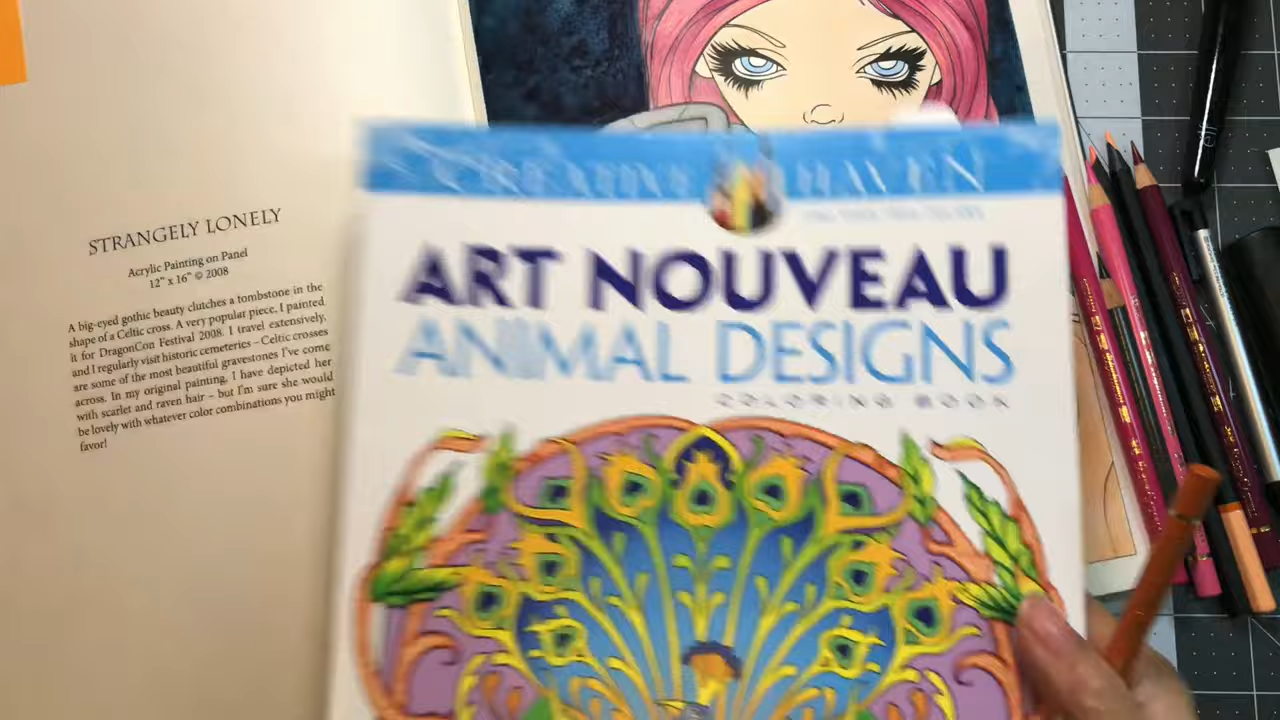 STRANGELY LONELY
Acrylic Painting on Panel
12" x 16" © 2008
A big-eyed gothic beauty clutches a tombstone in the
shape of a Celtic cross. A very popular piece, I painted
it for DragonCon Festival 2008. I travel extensively,
and I regularly visit historic cemeteries – Celtic crosses
are some of the most beautiful gravestones I've come
across. In my original painting, I have depicted her
with scarlet and raven hair – but I'm sure she would
be lovely with whatever color combinations you might
favor!
CREATIVE HAVEN
ART NOUVEAU
ANIMAL DESIGNS
COLORING BOOK
elf